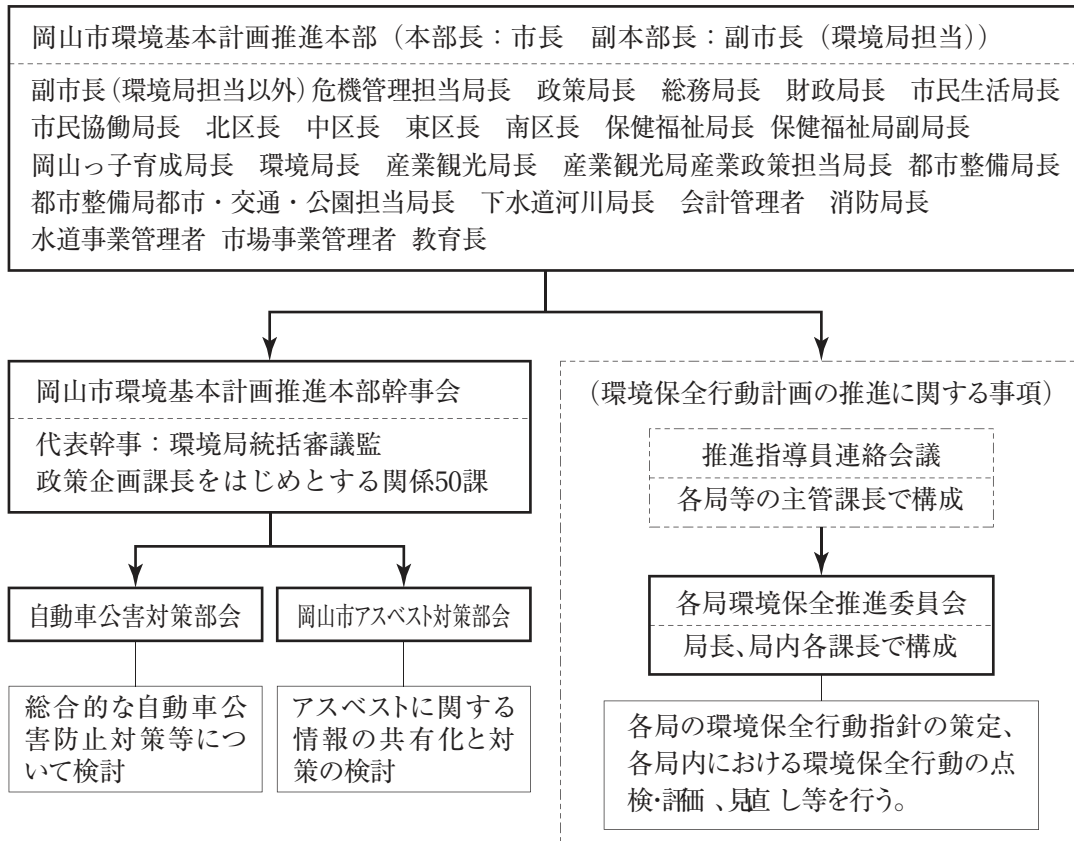 岡山市環境基本計画推進本部（本部長：市長　副本部長：副市長（環境局担当））
副市長（環境局担当以外）危機管理担当局長　政策局長　総務局長　財政局長　市民生活局長
市民協働局長　北区長　中区長　東区長　南区長　保健福祉局長　保健福祉局副局長
岡山っ子育成局長　環境局長　産業観光局長　産業観光局産業政策担当局長　都市整備局長
都市整備局都市・交通・公園担当局長　下水道河川局長　会計管理者　消防局長
水道事業管理者　市場事業管理者　教育長
岡山市環境基本計画推進本部幹事会
代表幹事：環境局統括審議監
政策企画課長をはじめとする関係50課
自動車公害対策部会
総合的な自動車公
害防止対策等につ
いて検討
岡山市アスベスト対策部会
アスベストに関する
情報の共有化と対
策の検討
（環境保全行動計画の推進に関する事項）
推進指導員連絡会議
各局等の主管課長で構成
各局環境保全推進委員会
局長、局内各課長で構成
各局の環境保全行動指針の策定、
各局内における環境保全行動の点
検・評価、見直し等を行う。